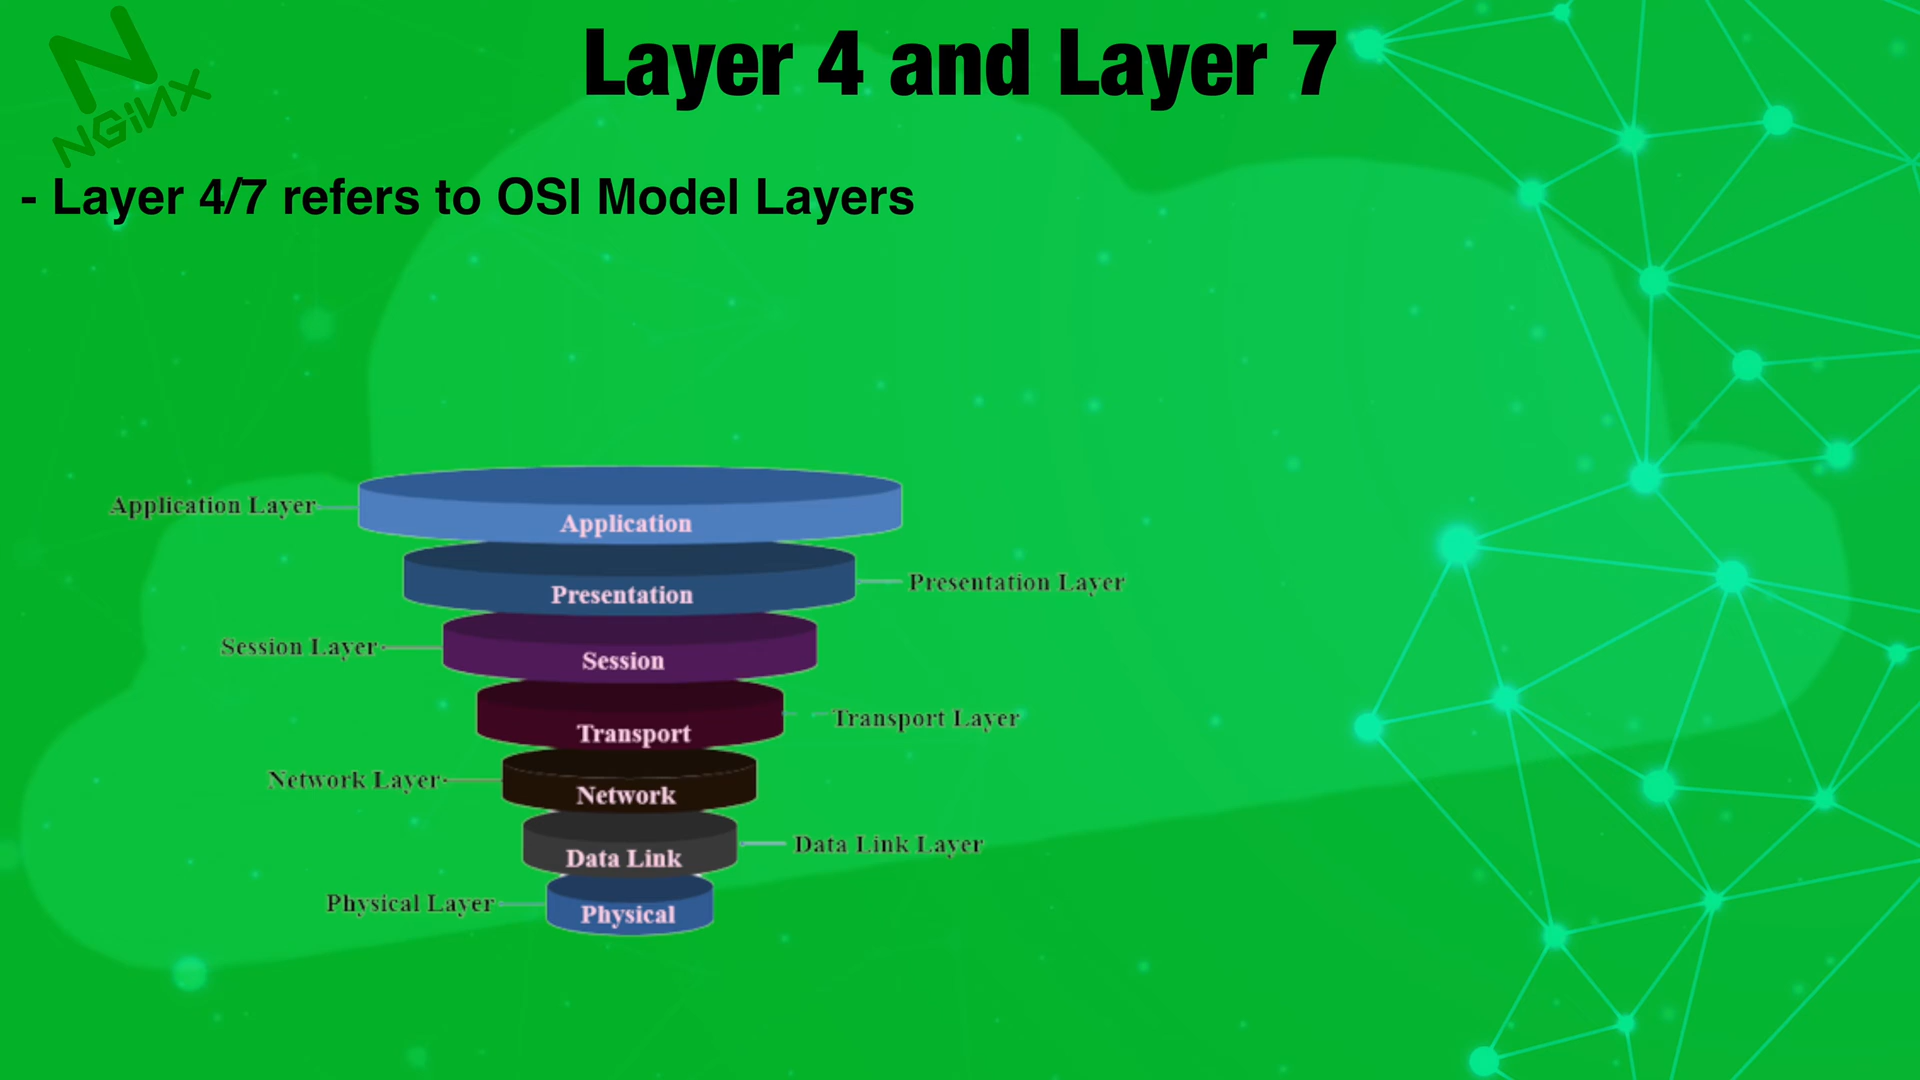 NGiNX
Layer 4 and Layer 7
- Layer 4/7 refers to OSI Model Layers
Application Layer
Application
Presentation
Presentation Layer
Session Layer
Session
Transport
Transport Layer
Network Layer
Network
Data Link
Data Link Layer
Physical Layer
Physical